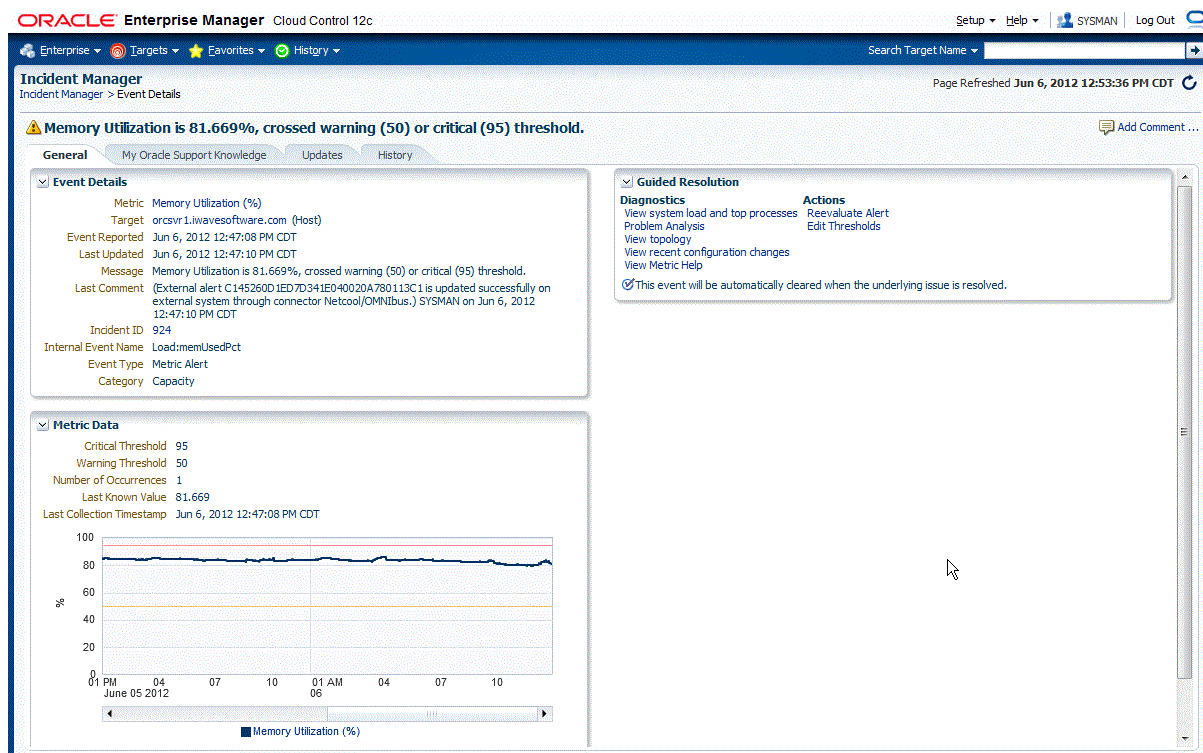 ORACLE Enterprise Manager Cloud Control 12c
Setup Help SYSMAN Log Out
Enterprise Targets Favorites History Search Target Name
Incident Manager
Incident Manager > Event Details
Page Refreshed Jun 6, 2012 12:53:36 PM CDT
Memory Utilization is 81.669%, crossed warning (50) or critical (95) threshold.
Add Comment ...
General My Oracle Support Knowledge Updates History
Event Details
Metric Memory Utilization (%)
Target orcsvr1.iwavesoftware.com (Host)
Event Reported Jun 6, 2012 12:47:08 PM CDT
Last Updated Jun 6, 2012 12:47:10 PM CDT
Message Memory Utilization is 81.669%, crossed warning (50) or critical (95) threshold.
Last Comment (External alert C145260D1ED7D341E040020A780113C1 is updated successfully on
external system through connector Netcool/OMNIbus.) SYSMAN on Jun 6, 2012
12:47:10 PM CDT
Incident ID 924
Internal Event Name Load:memUsedPct
Event Type Metric Alert
Category Capacity
Guided Resolution
Diagnostics
View system load and top processes
Problem Analysis
View topology
View recent configuration changes
View Metric Help
Actions
Reevaluate Alert
Edit Thresholds
This event will be automatically cleared when the underlying issue is resolved.
Metric Data
Critical Threshold 95
Warning Threshold 50
Number of Occurrences 1
Last Known Value 81.669
Last Collection Timestamp Jun 6, 2012 12:47:08 PM CDT
100
80
60
40
20
0
%
01 PM 04 07 10 01 AM 04 07 10
June 05 2012 06
Memory Utilization (%)